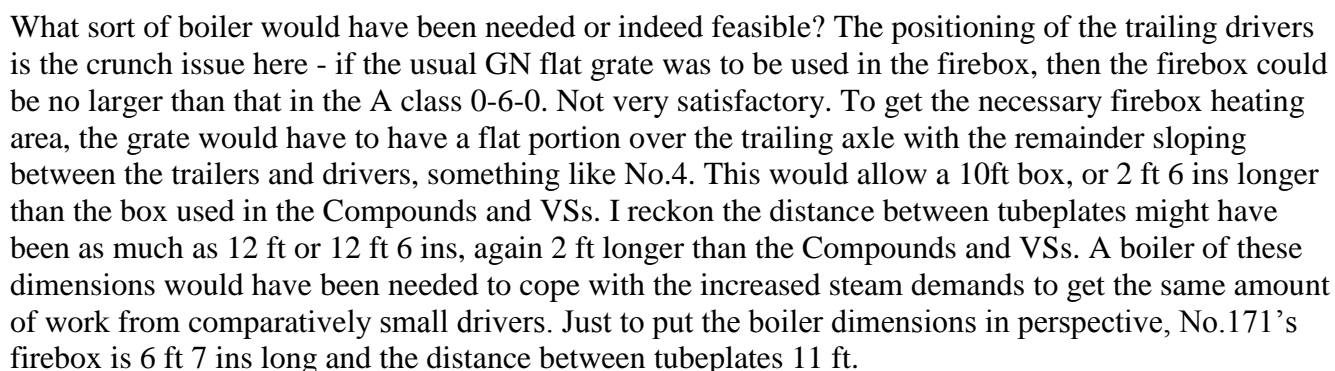 What sort of boiler would have been needed or indeed feasible? The positioning of the trailing drivers
is the crunch issue here - if the usual GN flat grate was to be used in the firebox, then the firebox could
be no larger than that in the A class 0-6-0. Not very satisfactory. To get the necessary firebox heating
area, the grate would have to have a flat portion over the trailing axle with the remainder sloping
between the trailers and drivers, something like No.4. This would allow a 10ft box, or 2 ft 6 ins longer
than the box used in the Compounds and VSs. I reckon the distance between tubeplates might have
been as much as 12 ft or 12 ft 6 ins, again 2 ft longer than the Compounds and VSs. A boiler of these
dimensions would have been needed to cope with the increased steam demands to get the same amount
of work from comparatively small drivers. Just to put the boiler dimensions in perspective, No.171’s
firebox is 6 ft 7 ins long and the distance between tubeplates 11 ft.